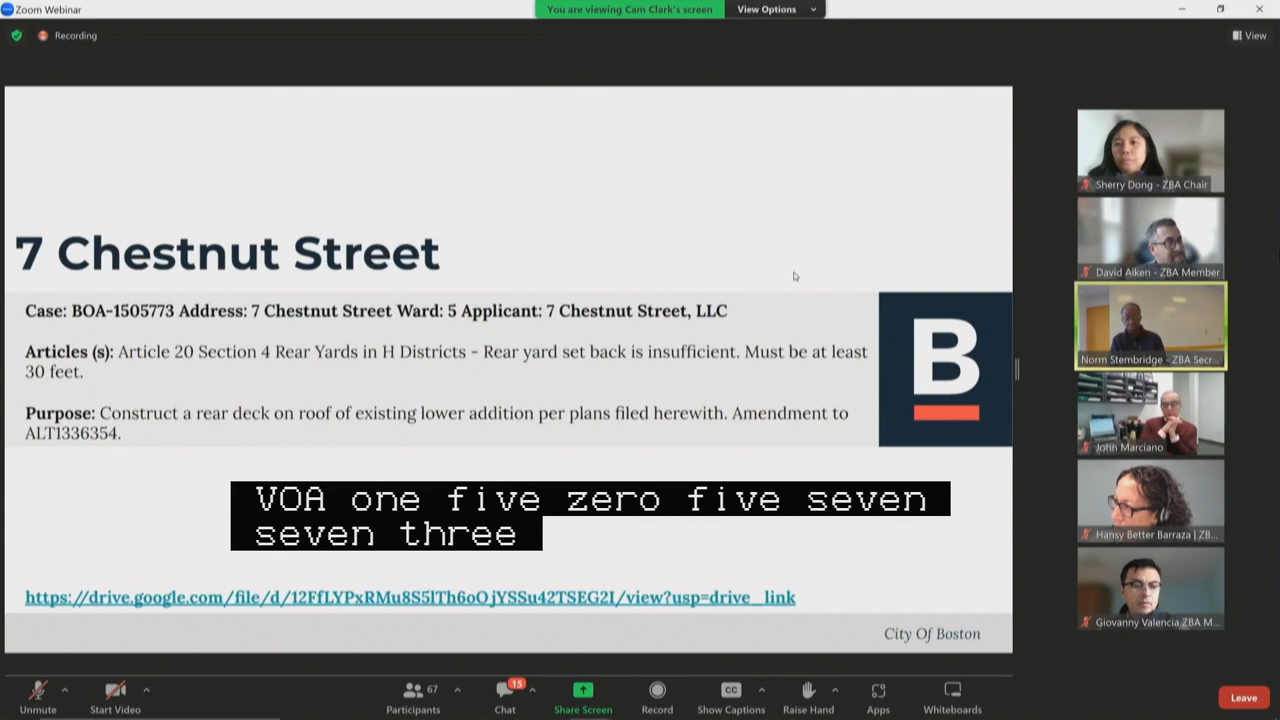 Zoom Webinar
You are viewing Cam Clark's screen
View Options
Recording
View
7 Chestnut Street
Case: BOA-1505773 Address: 7 Chestnut Street Ward: 5 Applicant: 7 Chestnut Street, LLC
Articles (s): Article 20 Section 4 Rear Yards in H Districts - Rear yard set back is insufficient. Must be at least
30 feet.
Purpose: Construct a rear deck on roof of existing lower addition per plans filed herewith. Amendment to
ALT1336354.
B
VOA one five zero five seven
seven three
https://drive.google.com/file/d/12FfLYPxRMu8S5lTh6oOjYSSu42TSEG2I/view?usp=drive_link
City Of Boston
Sherry Dong - ZBA Chair
David Aiken - ZBA Member
Norm Stembridge - ZBA Secr...
John Marciano
Hansy Better Barraza | ZB...
Giovanny Valencia ZBA M...
Unmute
Start Video
Participants
67
Chat
15
Share Screen
Record
CC
Show Captions
Raise Hand
Apps
Whiteboards
Leave